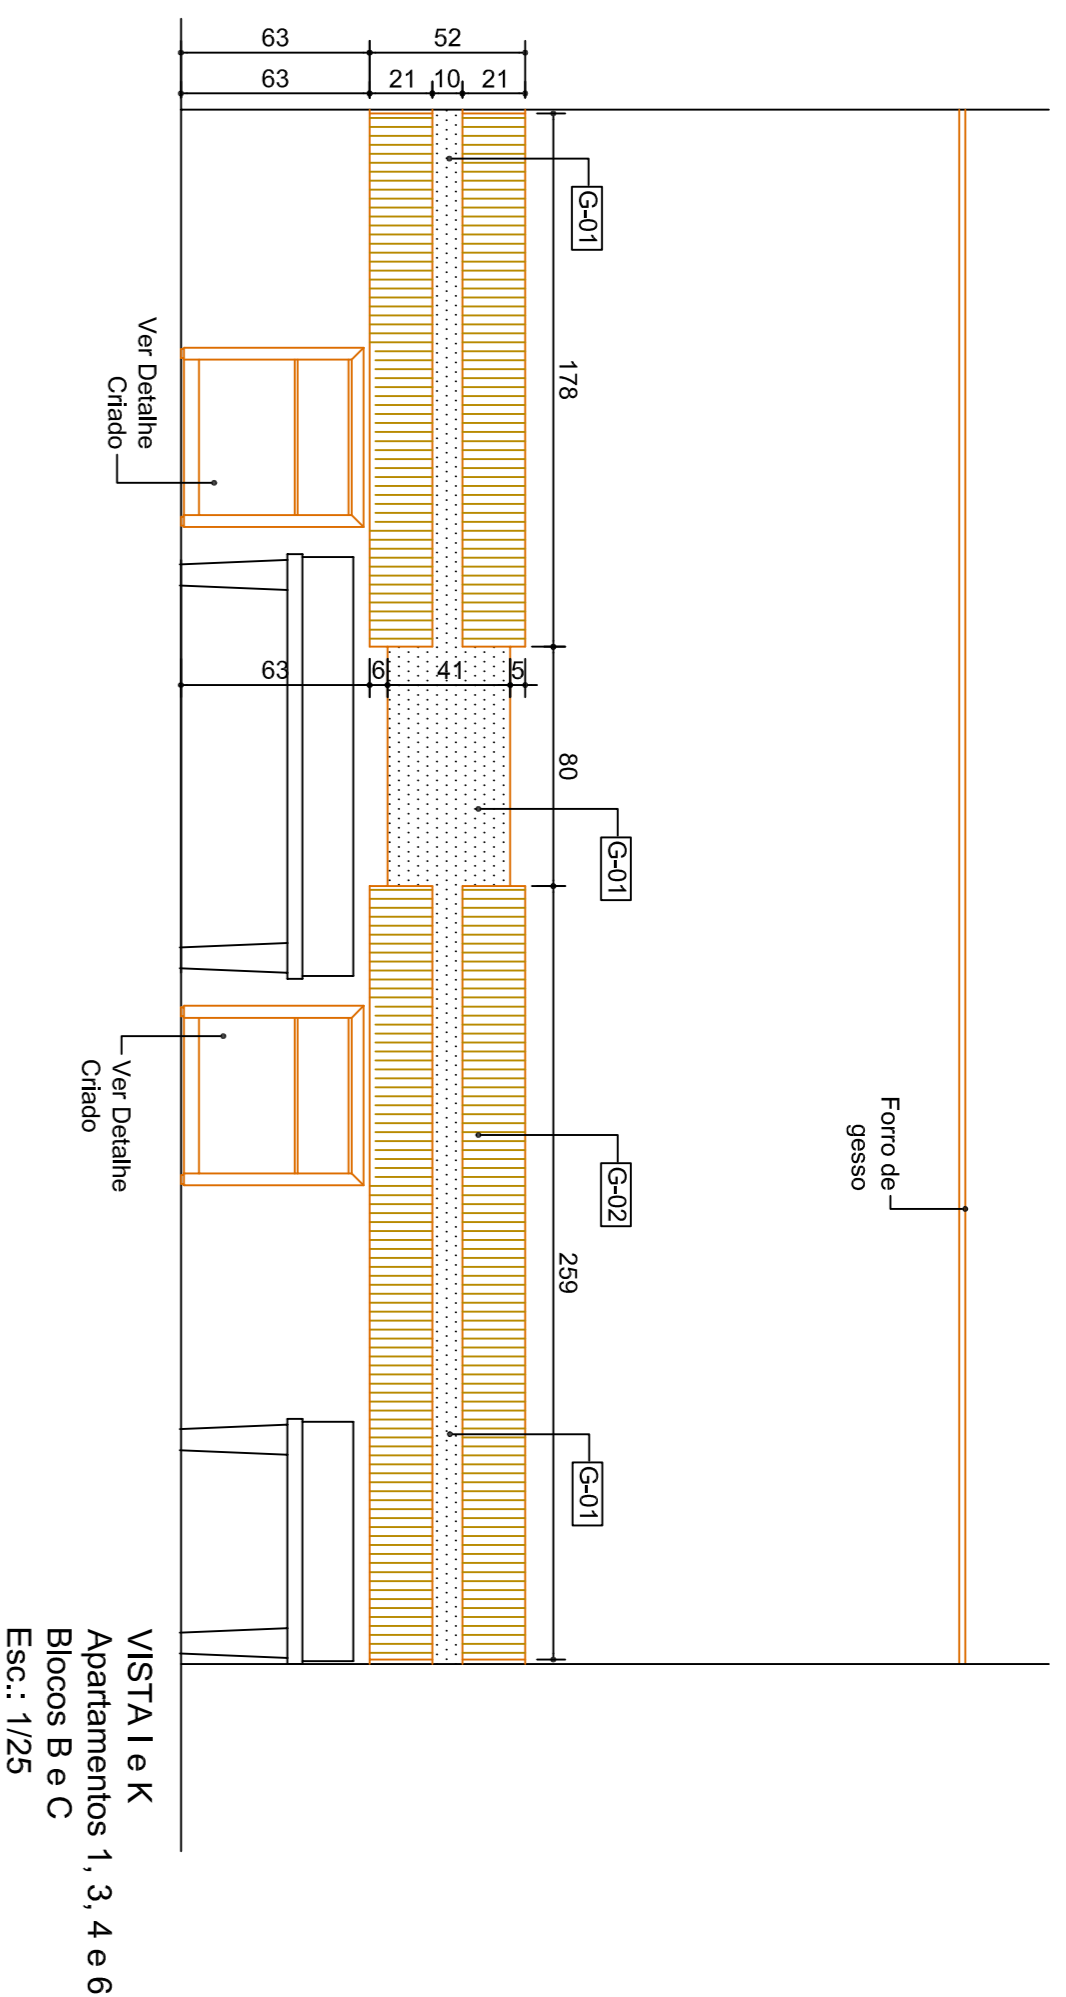 63
52
63
21
10
21
G-01
178
Ver Detalhe
Criado
63
6
41
5
80
G-01
Ver Detalhe
Criado
G-02
Forro de
gesso
259
G-01
VISTA I e K
Apartamentos 1, 3, 4 e 6
Blocos B e C
Esc.: 1/25